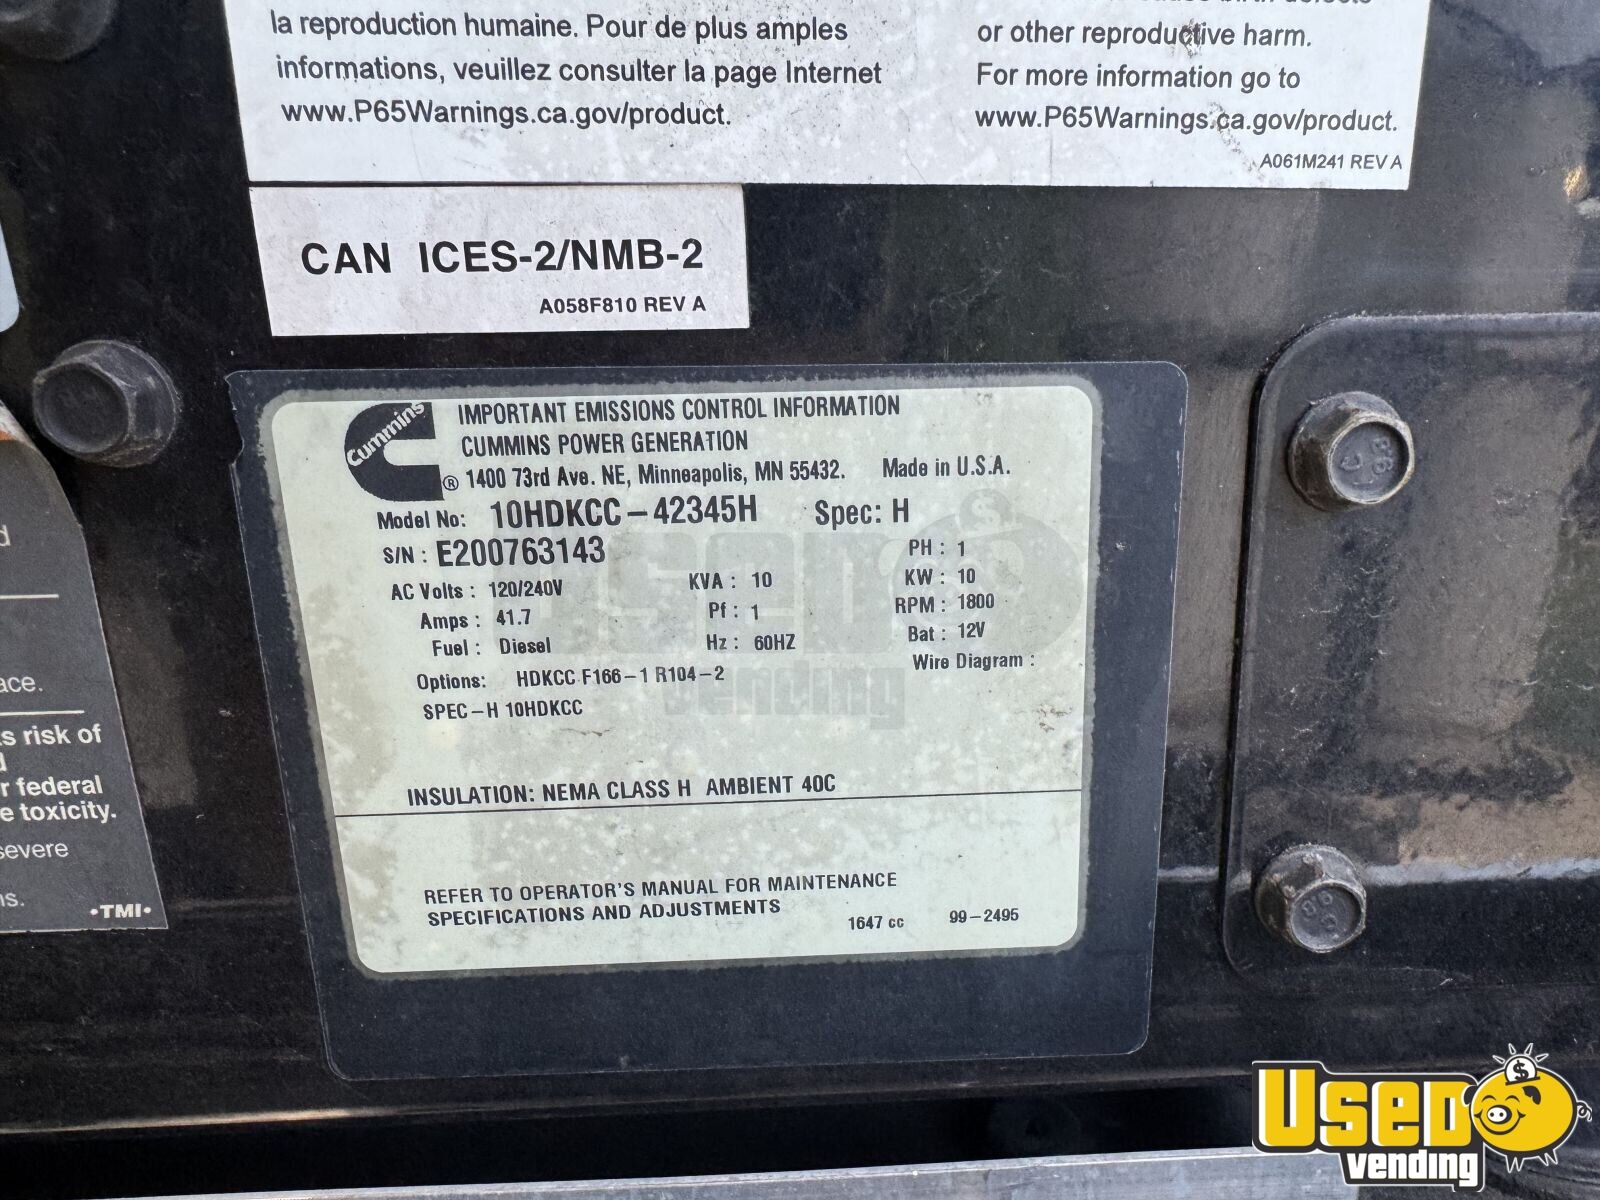 la reproduction humaine. Pour de plus amples
informations, veuillez consulter la page Internet
www.P65Warnings.ca.gov/product.
or other reproductive harm.
For more information go to
www.P65Warnings.ca.gov/product.
A061M241 REV A
CAN ICES-2/NMB-2
A058F810 REV A
Cummins
IMPORTANT EMISSIONS CONTROL INFORMATION
CUMMINS POWER GENERATION
® 1400 73rd Ave. NE, Minneapolis, MN 55432. Made in U.S.A.
Model No: 10HDKCC-42345H Spec: H
S/N : E200763143 PH : 1
AC Volts : 120/240V KVA : 10 KW : 10
Amps : 41.7 Pf : 1 RPM : 1800
Fuel : Diesel Hz : 60HZ Bat : 12V
Options: HDKCC F166-1 R104-2 Wire Diagram :
SPEC-H 10HDKCC
INSULATION: NEMA CLASS H AMBIENT 40C
REFER TO OPERATOR'S MANUAL FOR MAINTENANCE
SPECIFICATIONS AND ADJUSTMENTS 1647 cc 99-2495
s risk of
federal
toxicity.
severe
•TMI•
Used
vending
USED
vending